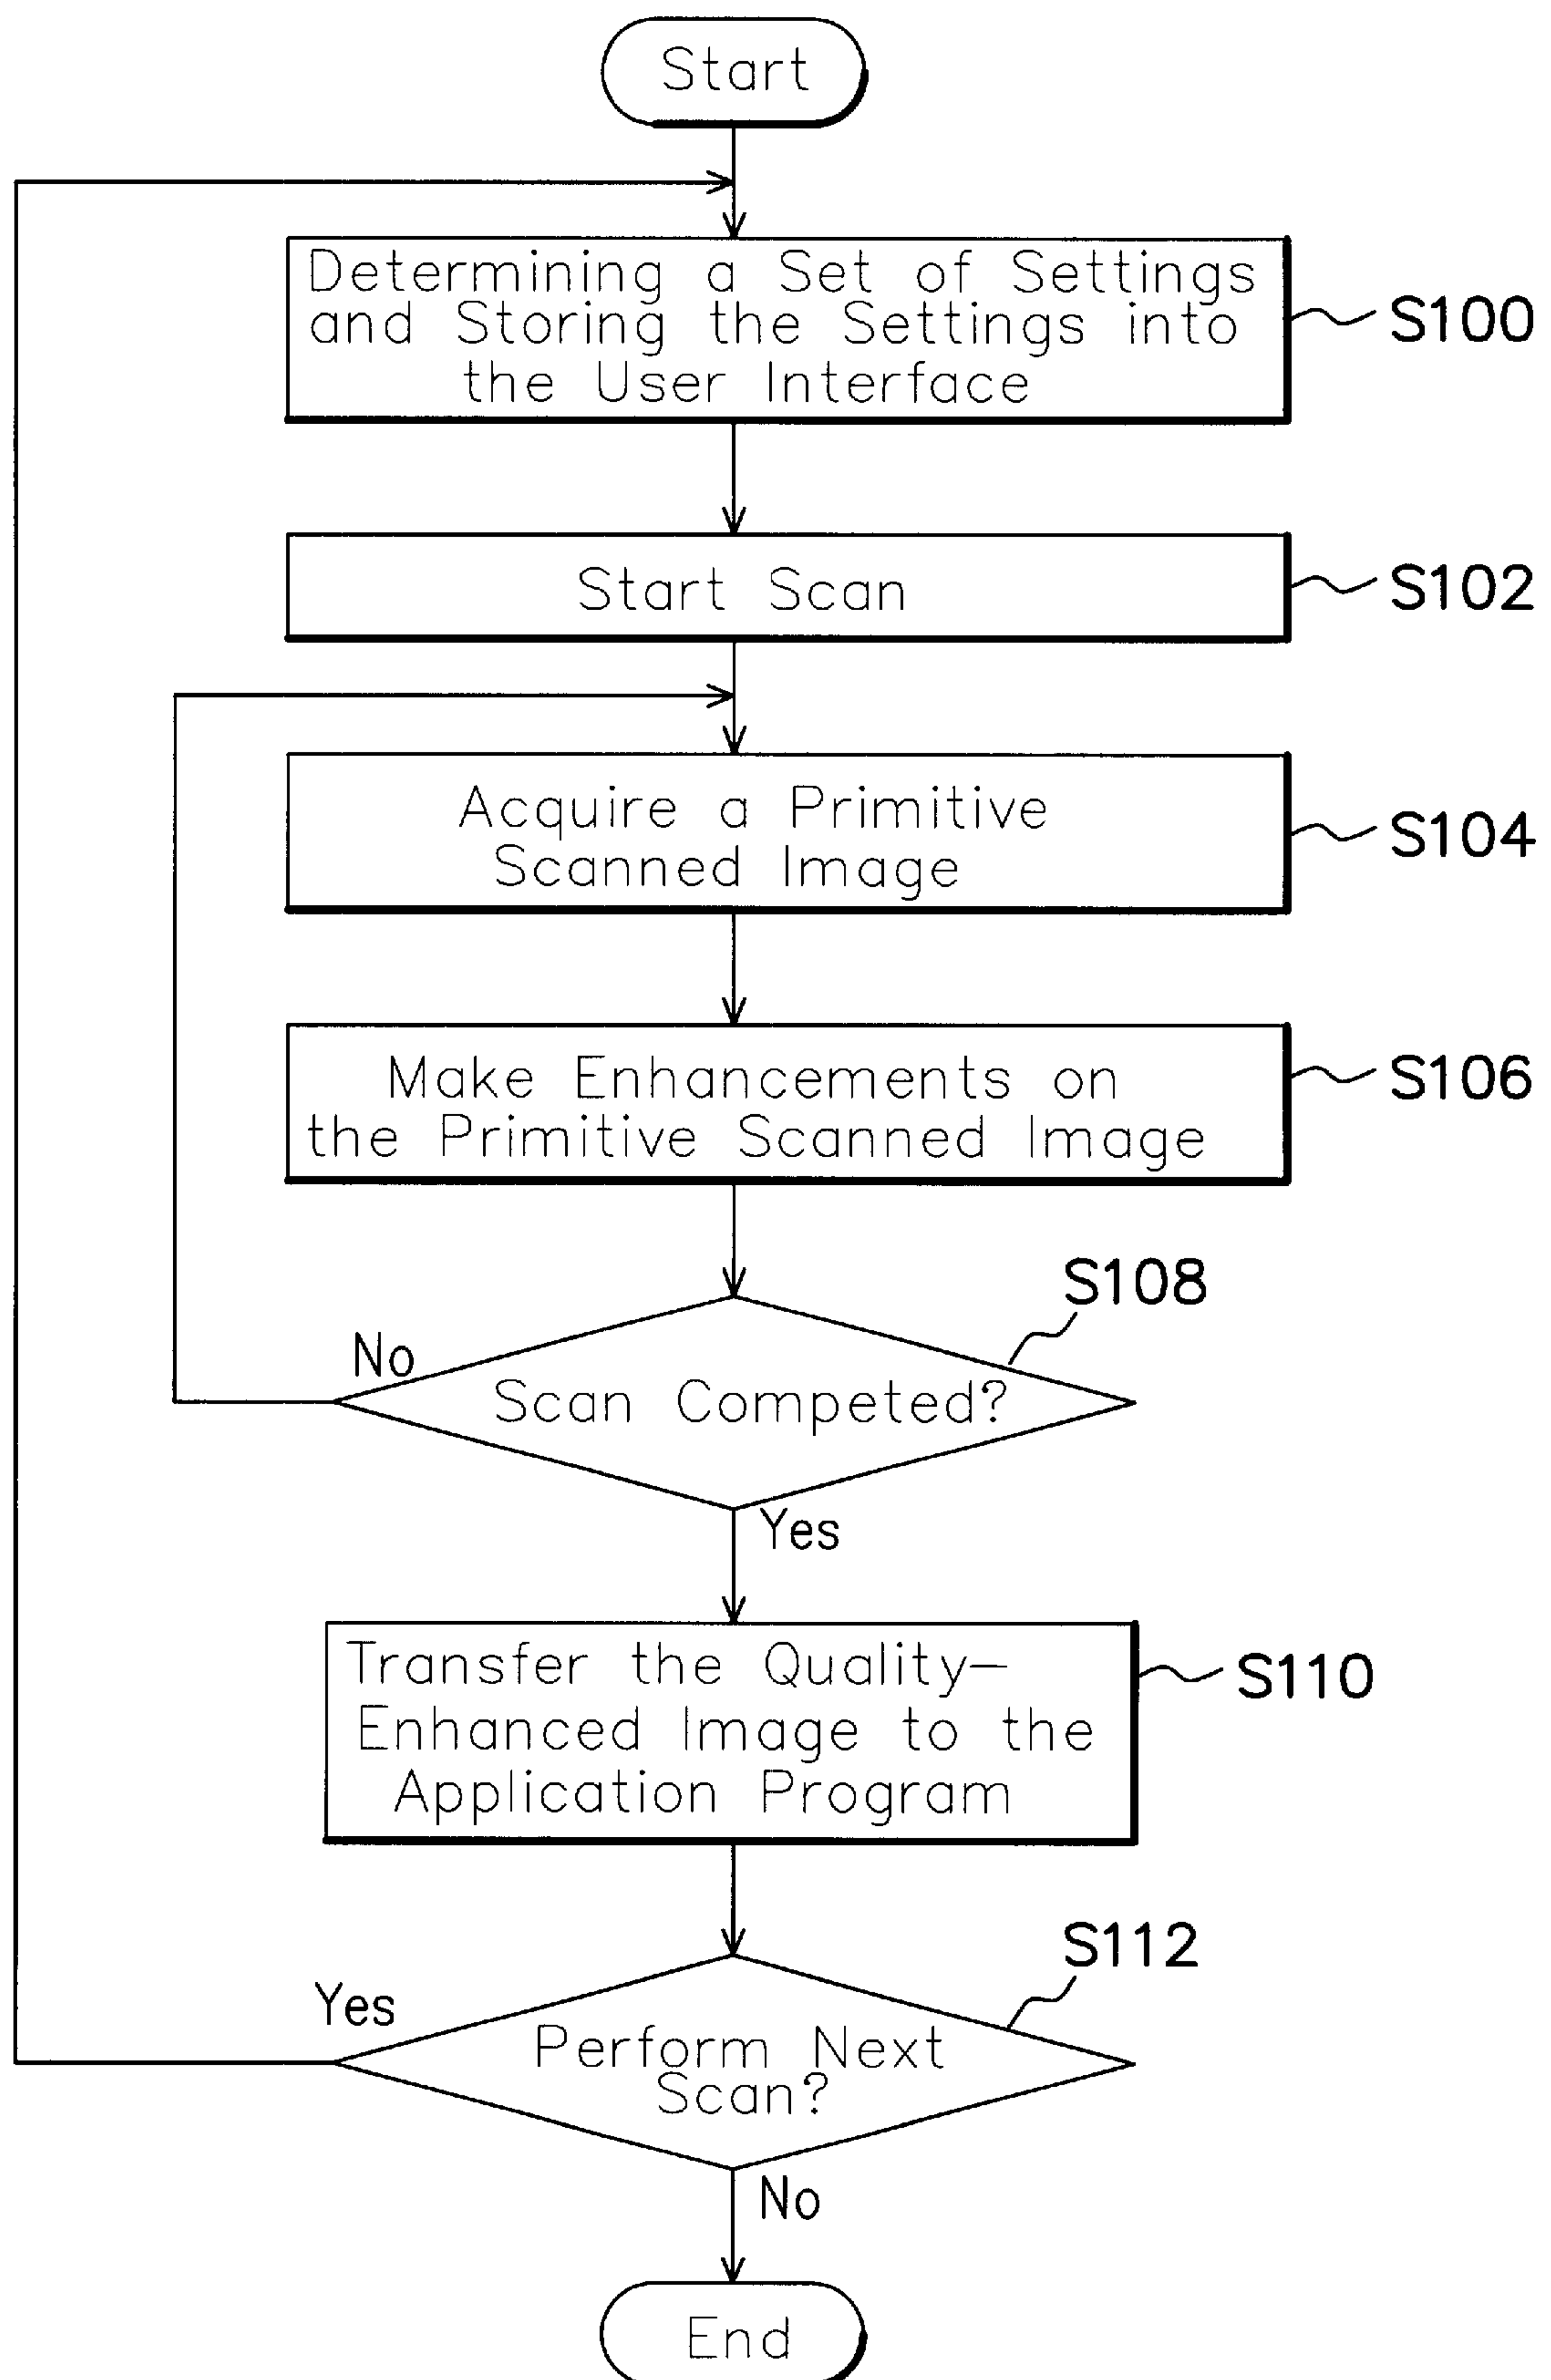 Start
Determining a Set of Settings
and Storing the Settings into
the User Interface
S100
Start Scan
S102
Acquire a Primitive
Scanned Image
S104
Make Enhancements on
the Primitive Scanned Image
S106
S108
No
Scan Competed?
Yes
Transfer the Quality-
Enhanced Image to the
Application Program
S110
S112
Yes
Perform Next
Scan?
No
End